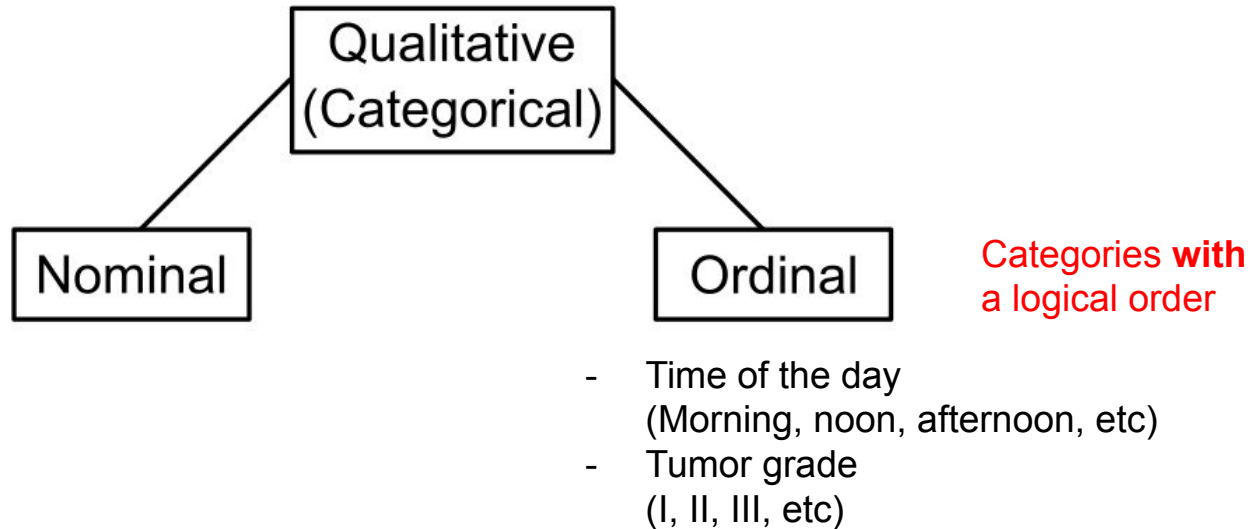 Qualitative
(Categorical)
Nominal
Ordinal
Categories with
a logical order
- Time of the day
(Morning, noon, afternoon, etc)
- Tumor grade
(I, II, III, etc)